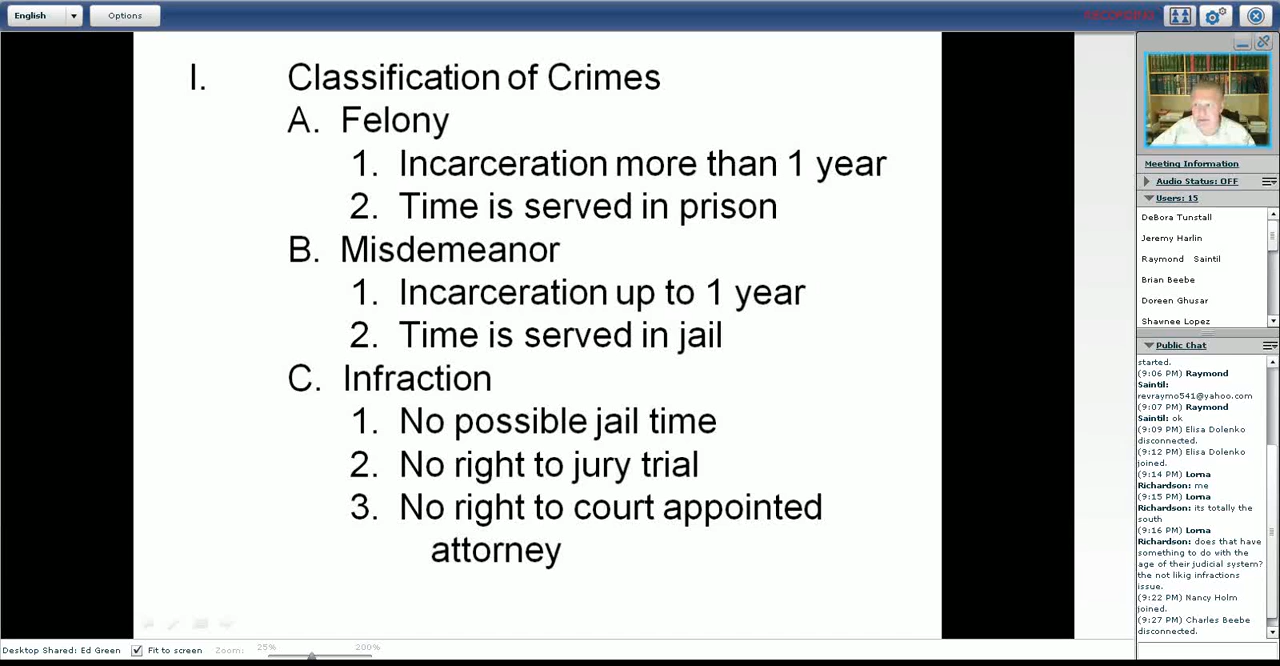 English
Options
I. Classification of Crimes
A. Felony
1. Incarceration more than 1 year
2. Time is served in prison
B. Misdemeanor
1. Incarceration up to 1 year
2. Time is served in jail
C. Infraction
1. No possible jail time
2. No right to jury trial
3. No right to court appointed
attorney
Meeting Information
Audio Status: OFF
Users: 15
DeBora Tunstall
Jeremy Harlin
Raymond Saintil
Brian Beebe
Doreen Ghusar
Shawnee Lopez
Public Chat
started.
(9:06 PM) Raymond
Saintil:
revraymo541@yahoo.com
(9:07 PM) Raymond
Saintil: ok
(9:09 PM) Elisa Dolenko
disconnected.
(9:12 PM) Elisa Dolenko
joined.
(9:14 PM) Lorna
Richardson: me
(9:15 PM) Lorna
Richardson: its totally the
south
(9:16 PM) Lorna
Richardson: does that have
something to do with the
age of their judicial system?
the not likig infractions
issue.
(9:22 PM) Nancy Holm
joined.
(9:27 PM) Charles Beebe
disconnected.
Desktop Shared: Ed Green
Fit to screen
Zoom:
25%
200%